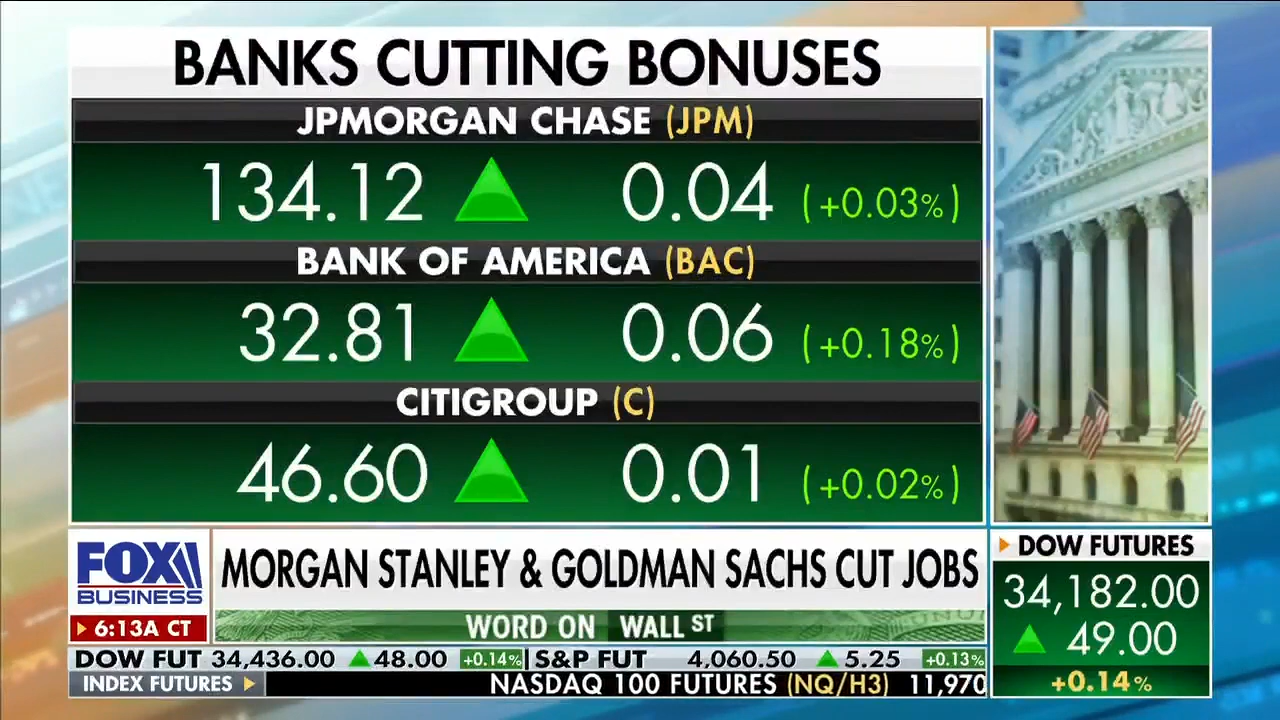 BANKS CUTTING BONUSES
JPMORGAN CHASE (JPM)
134.12 ▲ 0.04 (+0.03%)
BANK OF AMERICA (BAC)
32.81 ▲ 0.06 (+0.18%)
CITIGROUP (C)
46.60 ▲ 0.01 (+0.02%)
FOX BUSINESS
6:13A CT
MORGAN STANLEY & GOLDMAN SACHS CUT JOBS
WORD ON WALL ST
DOW FUTURES
34,182.00
▲ 49.00
+0.14%
DOW FUT 34,436.00 ▲ 48.00 +0.14% S&P FUT 4,060.50 ▲ 5.25 +0.13%
INDEX FUTURES NASDAQ 100 FUTURES (NQ/H3) 11,970